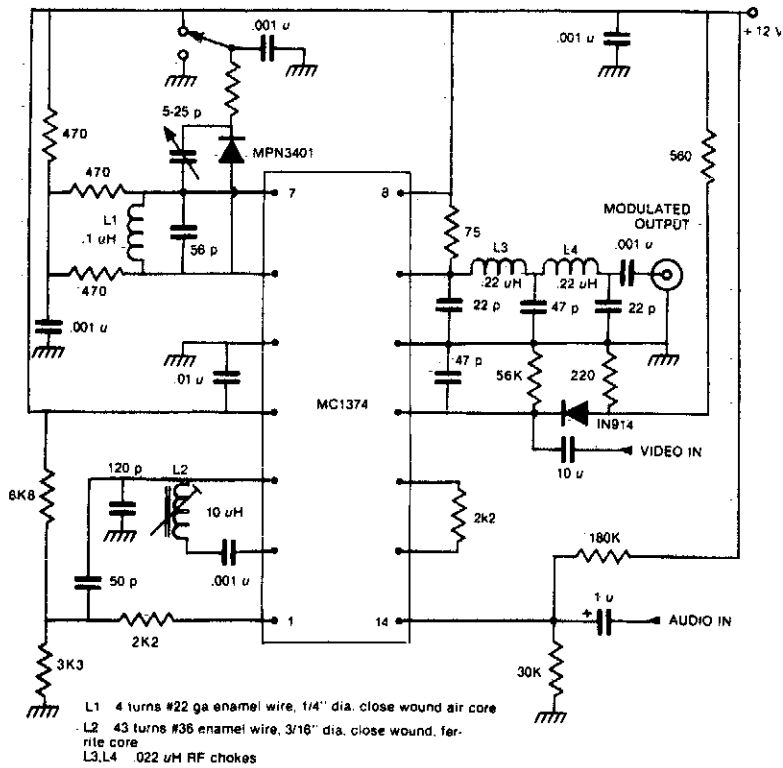 .001 u
.001 u
+ 12 V
5-25 p
MPN3401
470
470
560
7
8
MODULATED
OUTPUT
L1
.1 uH
56 p
75
L3
L4
.001 u
.22 uH
.22 uH
470
22 p
47 p
22 p
.001 u
.01 u
47 p
56K
220
MC1374
IN914
VIDEO IN
10 u
120 p
L2
6K8
10 uH
2k2
180K
.001 u
50 p
1 u
1
14
+
AUDIO IN
2K2
3K3
30K
L1 4 turns #22 ga enamel wire, 1/4" dia. close wound air core
L2 43 turns #36 enamel wire, 3/16" dia. close wound, fer-
rite core
L3,L4 .022 uH RF chokes